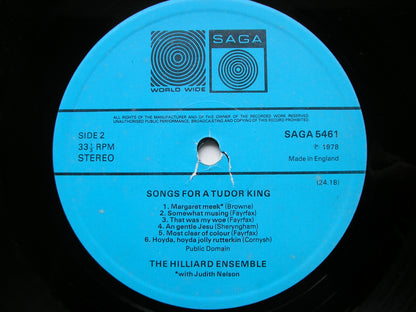 SAGA
WORLD WIDE
ALL RIGHTS OF THE MANUFACTURER AND OF THE OWNER OF THE RECORDED WORK RESERVED.
UNAUTHORISED PUBLIC PERFORMANCE, BROADCASTING AND COPYING OF THIS RECORD PROHIBITED.
SIDE 2
33⅓ RPM
STEREO
SAGA 5461
℗ 1978
Made in England
SONGS FOR A TUDOR KING
(24.18)
1. Margaret meek* (Browne)
2. Somewhat musing (Fayrfax)
3. That was my woe (Fayrfax)
4. An gentle Jesu (Sheryngham)
5. Most clear of colour (Fayrfax)
6. Hoyda, hoyda jolly rutterkin (Cornysh)
Public Domain
THE HILLIARD ENSEMBLE
*with Judith Nelson